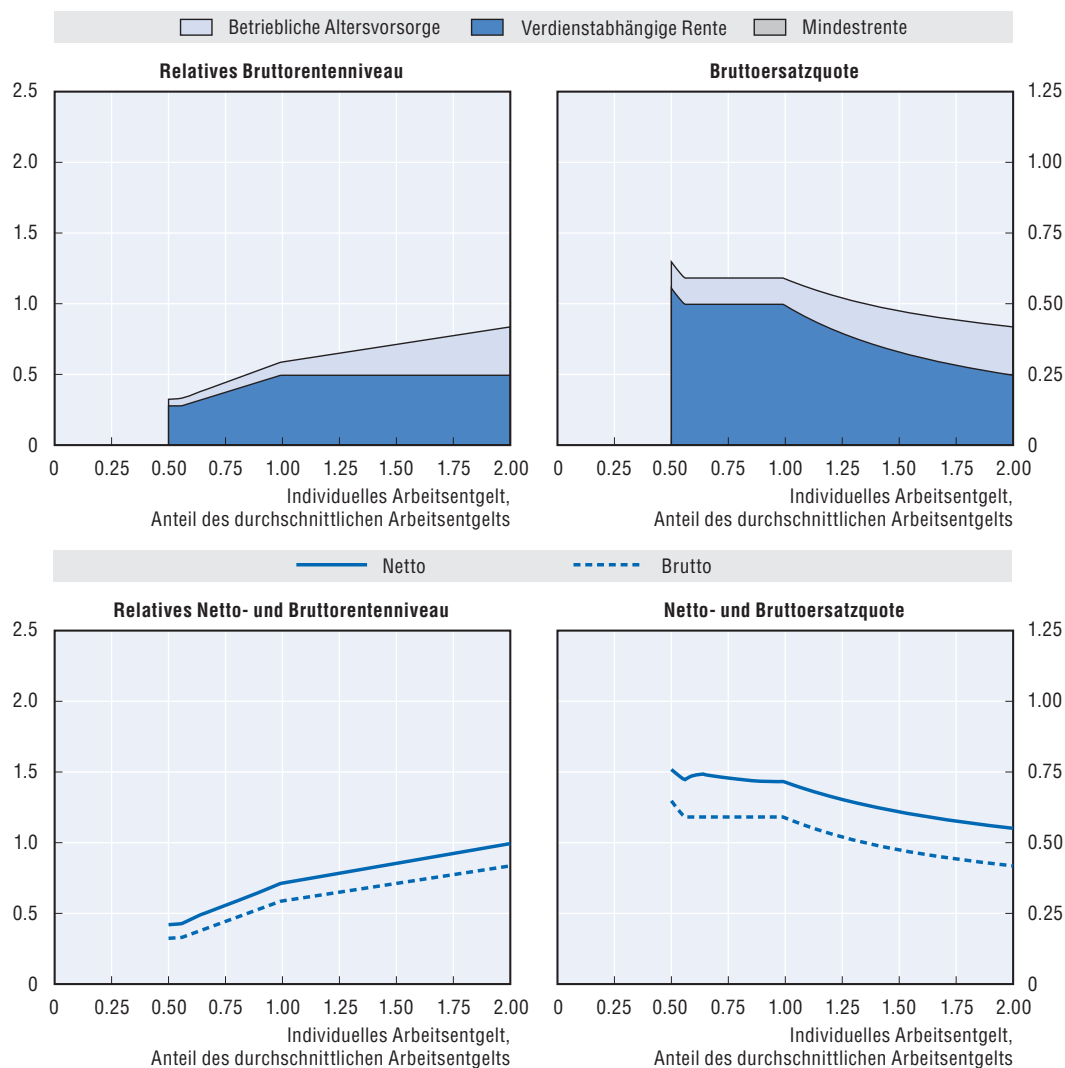 Betriebliche Altersvorsorge Verdienstabhängige Rente Mindestrente
Relatives Bruttorentenniveau
2.5
2.0
1.5
1.0
0.5
0
0 0.25 0.50 0.75 1.00 1.25 1.50 1.75 2.00
Individuelles Arbeitsentgelt,
Anteil des durchschnittlichen Arbeitsentgelts
Bruttoersatzquote
1.25
1.00
0.75
0.50
0.25
0
0 0.25 0.50 0.75 1.00 1.25 1.50 1.75 2.00
Individuelles Arbeitsentgelt,
Anteil des durchschnittlichen Arbeitsentgelts
Netto Brutto
Relatives Netto- und Bruttorentenniveau
2.5
2.0
1.5
1.0
0.5
0
0 0.25 0.50 0.75 1.00 1.25 1.50 1.75 2.00
Individuelles Arbeitsentgelt,
Anteil des durchschnittlichen Arbeitsentgelts
Netto- und Bruttoersatzquote
1.25
1.00
0.75
0.50
0.25
0
0 0.25 0.50 0.75 1.00 1.25 1.50 1.75 2.00
Individuelles Arbeitsentgelt,
Anteil des durchschnittlichen Arbeitsentgelts